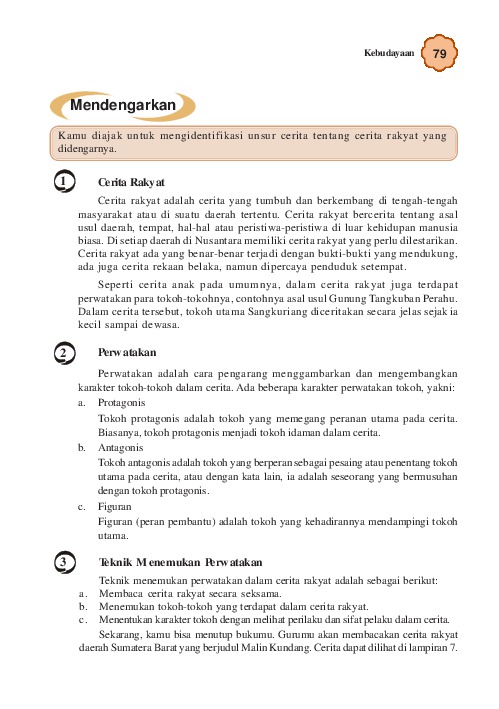 Kebudayaan 79
Mendengarkan
Kamu diajak untuk mengidentifikasi unsur cerita tentang cerita rakyat yang
didengarnya.
1 Cerita Rakyat
Cerita rakyat adalah cerita yang tumbuh dan berkembang di tengah-tengah
masyarakat atau di suatu daerah tertentu. Cerita rakyat bercerita tentang asal
usul daerah, tempat, hal-hal atau peristiwa-peristiwa di luar kehidupan manusia
biasa. Di setiap daerah di Nusantara memiliki cerita rakyat yang perlu dilestarikan.
Cerita rakyat ada yang benar-benar terjadi dengan bukti-bukti yang mendukung,
ada juga cerita rekaan belaka, namun dipercaya penduduk setempat.
Seperti cerita anak pada umumnya, dalam cerita rakyat juga terdapat
perwatakan para tokoh-tokohnya, contohnya asal usul Gunung Tangkuban Perahu.
Dalam cerita tersebut, tokoh utama Sangkuriang diceritakan secara jelas sejak ia
kecil sampai dewasa.
2 Perwatakan
Perwatakan adalah cara pengarang menggambarkan dan mengembangkan
karakter tokoh-tokoh dalam cerita. Ada beberapa karakter perwatakan tokoh, yakni:
a. Protagonis
Tokoh protagonis adalah tokoh yang memegang peranan utama pada cerita.
Biasanya, tokoh protagonis menjadi tokoh idaman dalam cerita.
b. Antagonis
Tokoh antagonis adalah tokoh yang berperan sebagai pesaing atau penentang tokoh
utama pada cerita, atau dengan kata lain, ia adalah seseorang yang bermusuhan
dengan tokoh protagonis.
c. Figuran
Figuran (peran pembantu) adalah tokoh yang kehadirannya mendampingi tokoh
utama.
3 Teknik Menemukan Perwatakan
Teknik menemukan perwatakan dalam cerita rakyat adalah sebagai berikut:
a. Membaca cerita rakyat secara seksama.
b. Menemukan tokoh-tokoh yang terdapat dalam cerita rakyat.
c. Menentukan karakter tokoh dengan melihat perilaku dan sifat pelaku dalam cerita.
Sekarang, kamu bisa menutup bukumu. Gurumu akan membacakan cerita rakyat
daerah Sumatera Barat yang berjudul Malin Kundang. Cerita dapat dilihat di lampiran 7.